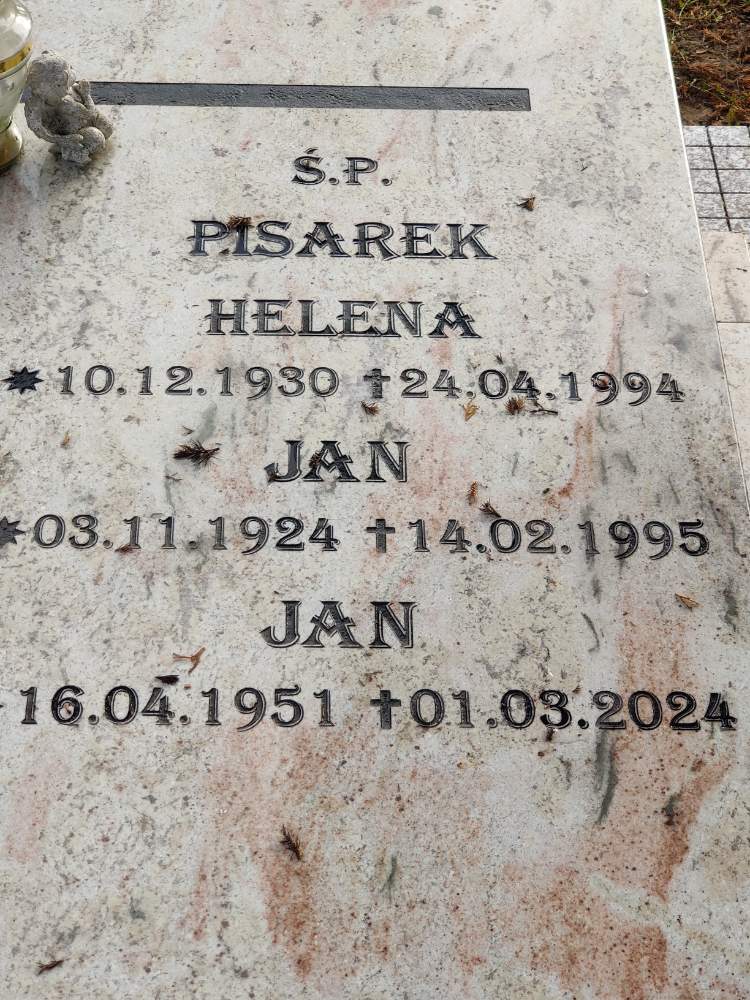 Ś.P.
PISAREK
HELENA
* 10.12.1930 † 24.04.1994
JAN
* 03.11.1924 † 14.02.1995
JAN
16.04.1951 † 01.03.2024